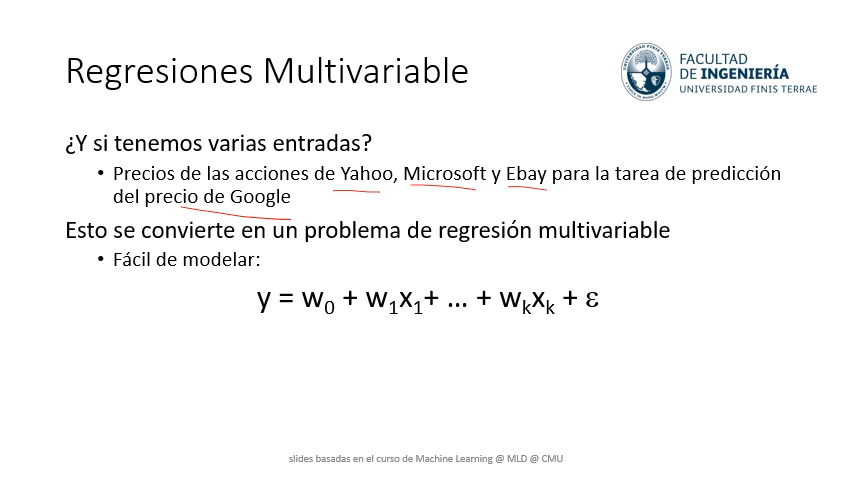 Regresiones Multivariable
FACULTAD
DE INGENIERÍA
UNIVERSIDAD FINIS TERRAE
¿Y si tenemos varias entradas?
• Precios de las acciones de Yahoo, Microsoft y Ebay para la tarea de predicción
del precio de Google
Esto se convierte en un problema de regresión multivariable
• Fácil de modelar:
y = w₀ + w₁x₁+ … + wₖxₖ + ε
slides basadas en el curso de Machine Learning @ MLD @ CMU